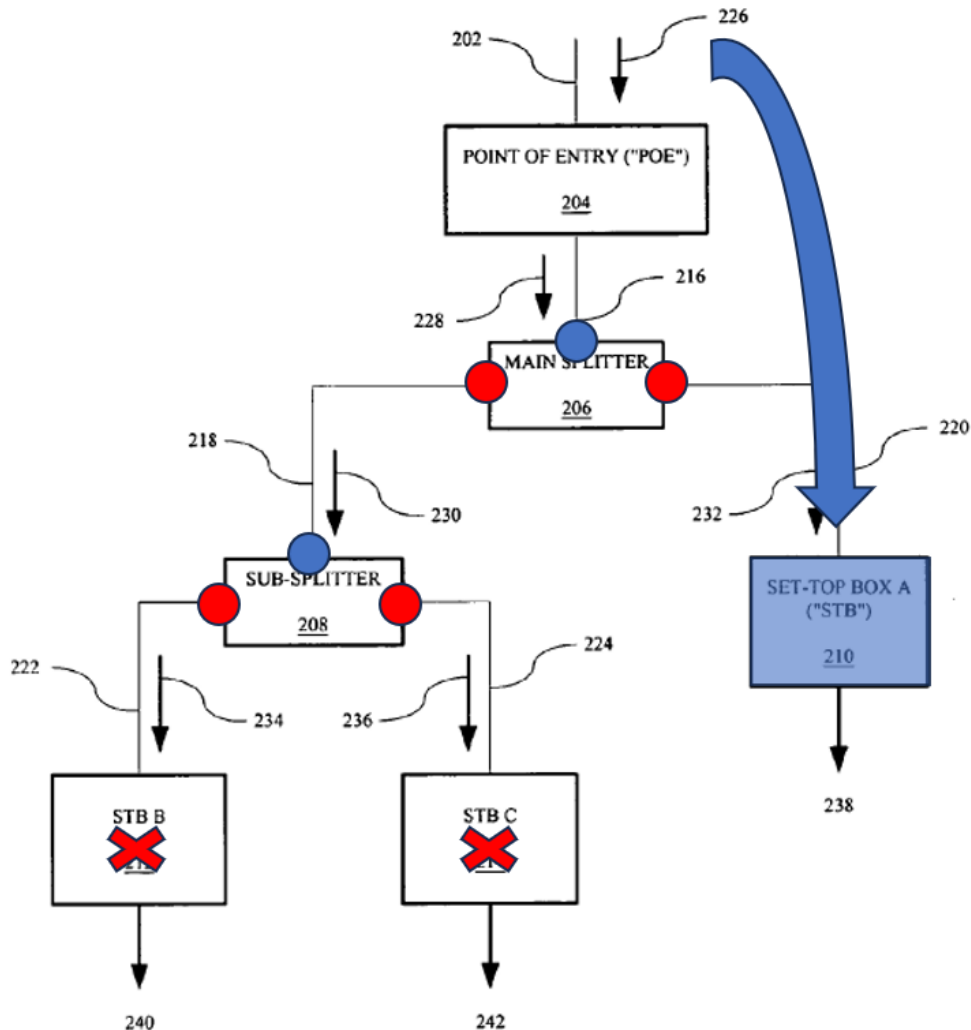 226
202
POINT OF ENTRY ("POE")
204
216
228
MAIN SPLITTER
206
218
220
230
232
SUB-SPLITTER
208
SET-TOP BOX A
("STB")
210
222
224
234
236
STB B
STB C
238
240
242